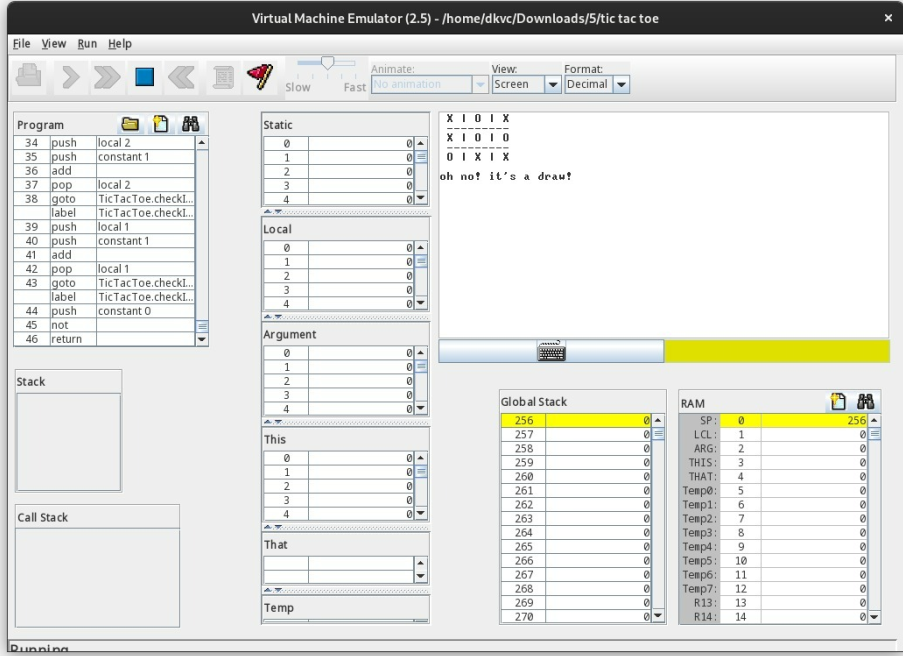 Virtual Machine Emulator (2.5) - /home/dkvc/Downloads/5/tic tac toe
File View Run Help
Slow Fast
Animate:
No animation
View:
Screen
Format:
Decimal
Program
34 push local 2
35 push constant 1
36 add
37 pop local 2
38 goto TicTacToe.checkI...
label TicTacToe.checkI...
39 push local 1
40 push constant 1
41 add
42 pop local 1
43 goto TicTacToe.checkI...
label TicTacToe.checkI...
44 push constant 0
45 not
46 return
Stack
Call Stack
Static
0 0
1 0
2 0
3 0
4 0
Local
0 0
1 0
2 0
3 0
4 0
Argument
0 0
1 0
2 0
3 0
4 0
This
0 0
1 0
2 0
3 0
4 0
That
Temp
X | O | X
---------
X | O | O
---------
O | X | X
oh no! it's a draw!
Global Stack
256 0
257 0
258 0
259 0
260 0
261 0
262 0
263 0
264 0
265 0
266 0
267 0
268 0
269 0
270 0
RAM
SP: 0 256
LCL: 1 0
ARG: 2 0
THIS: 3 0
THAT: 4 0
Temp0: 5 0
Temp1: 6 0
Temp2: 7 0
Temp3: 8 0
Temp4: 9 0
Temp5: 10 0
Temp6: 11 0
Temp7: 12 0
R13: 13 0
R14: 14 0
Running